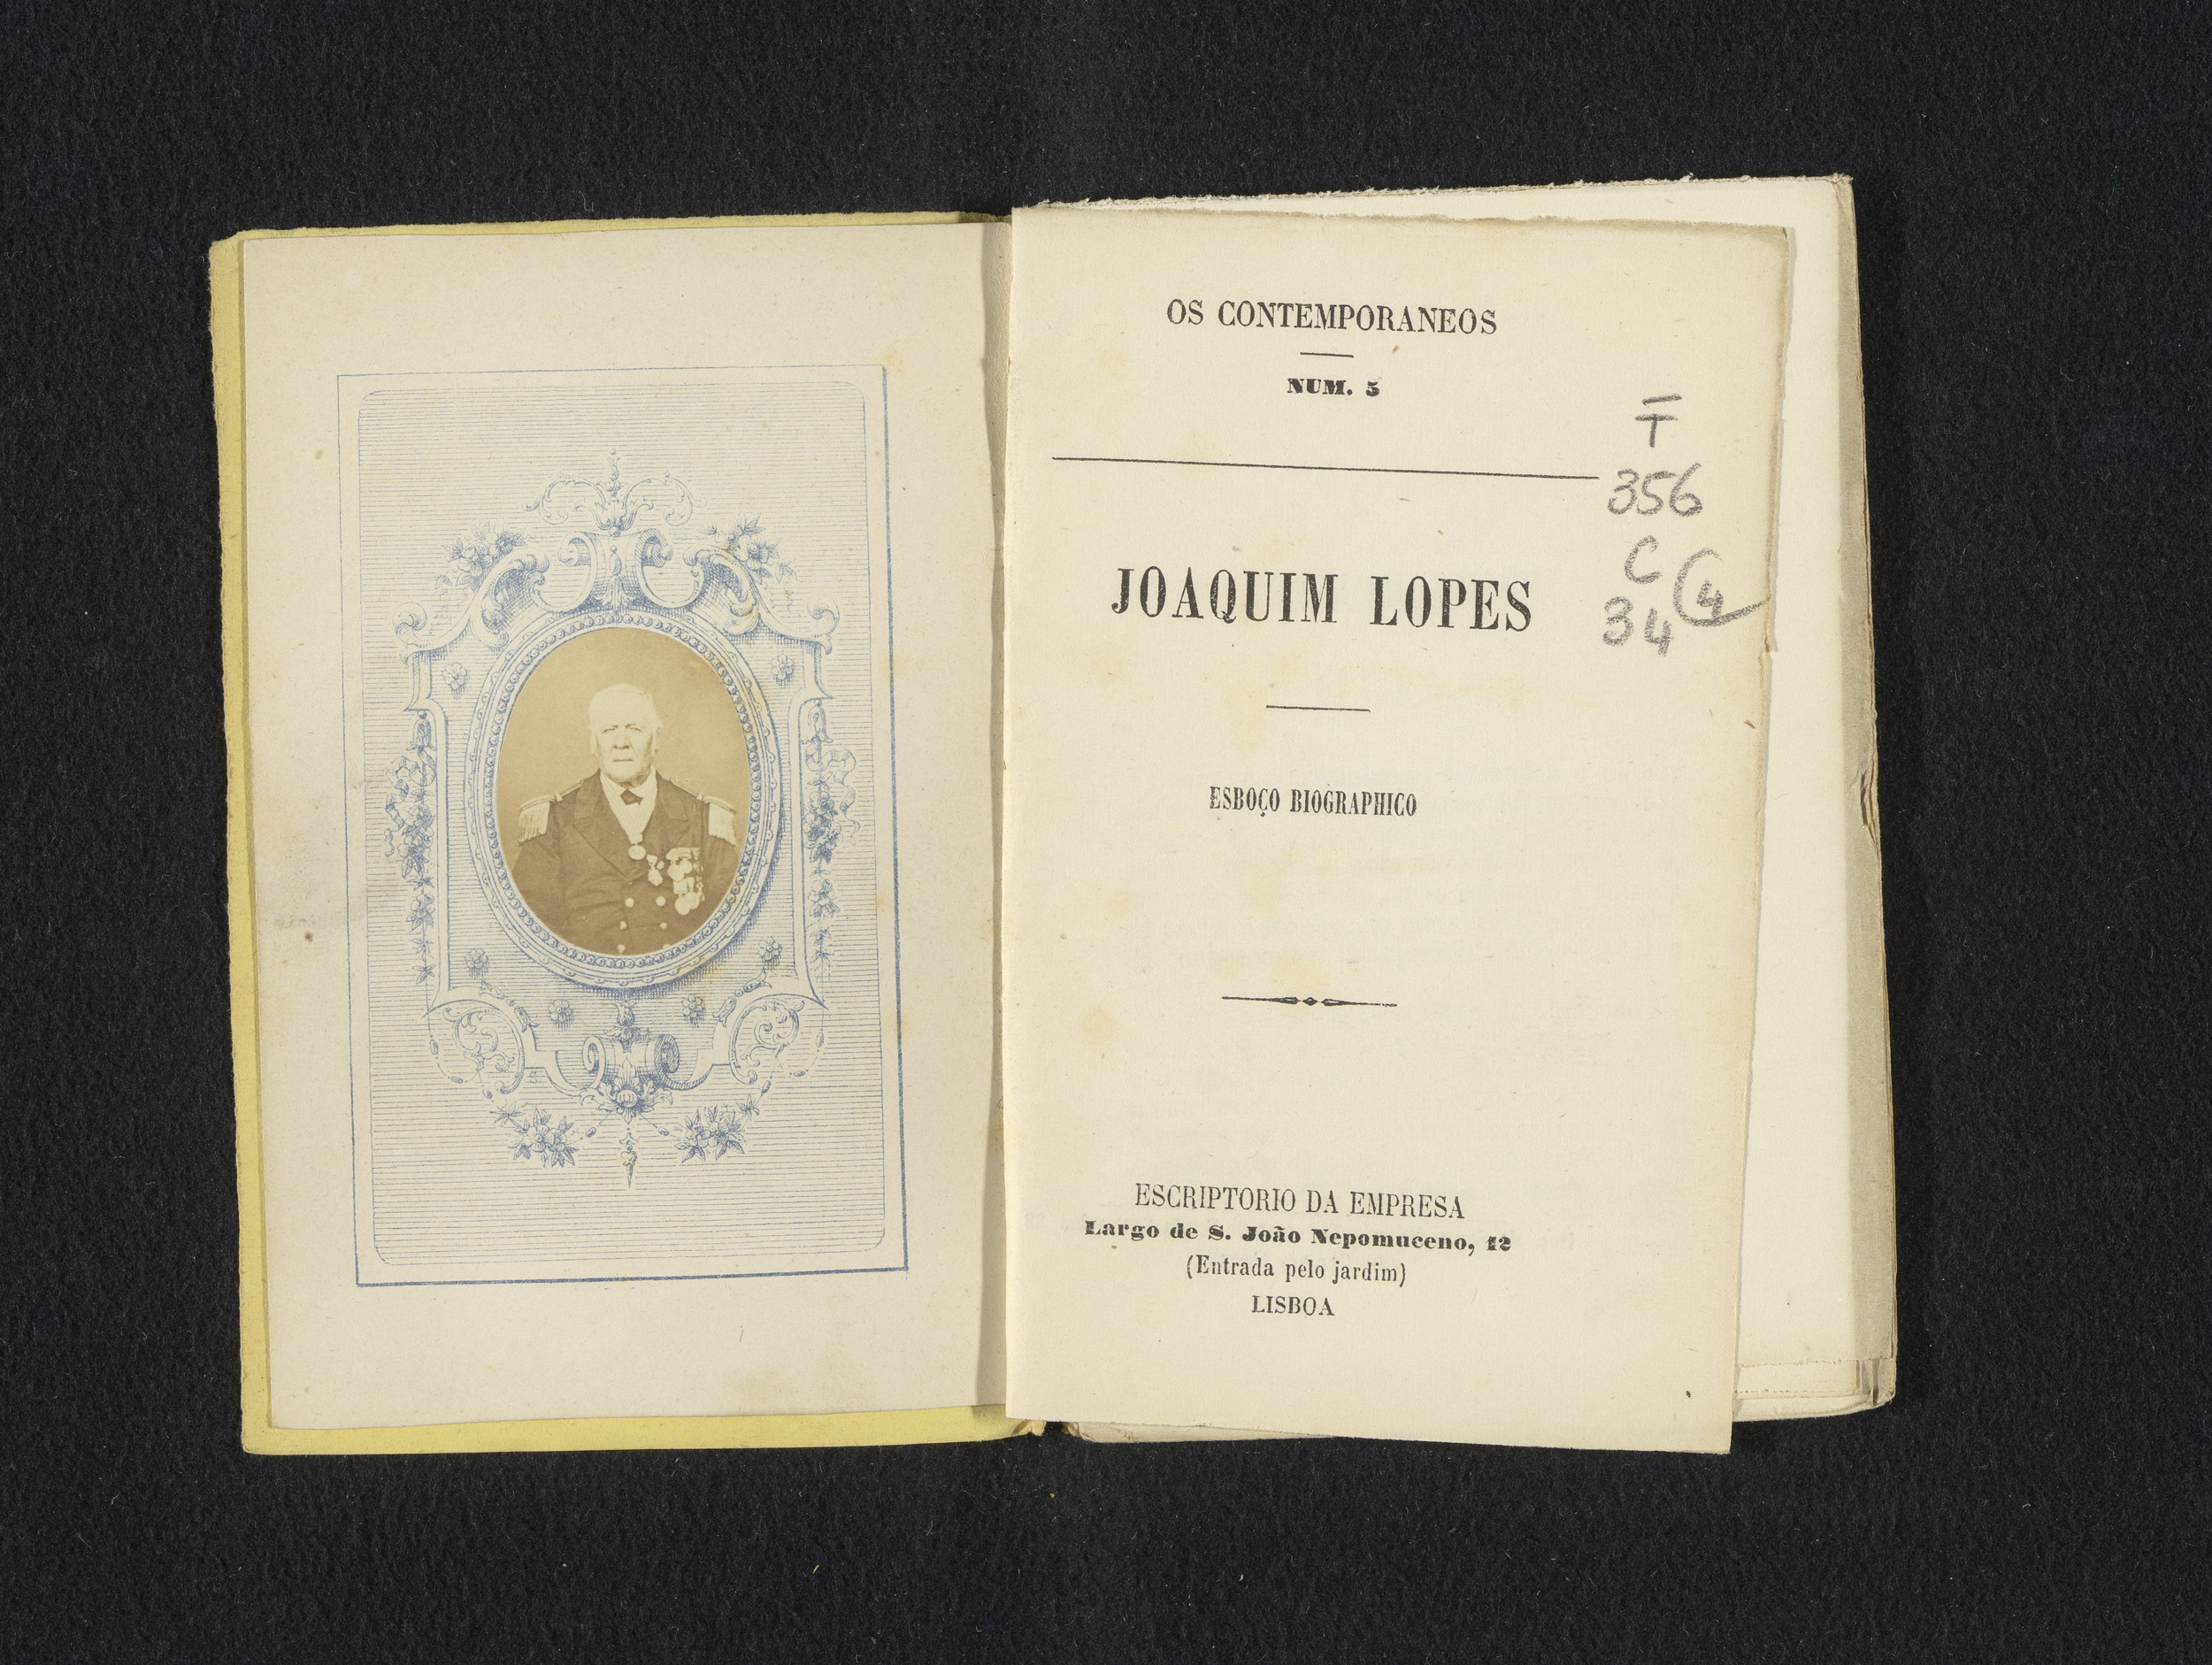 OS CONTEMPORANEOS
NUM. 5
JOAQUIM LOPES
ESBOÇO BIOGRAPHICO
ESCRIPTORIO DA EMPRESA
Largo de S. João Nepomuceno, 12
(Entrada pelo jardim)
LISBOA
T
356
C
34
4